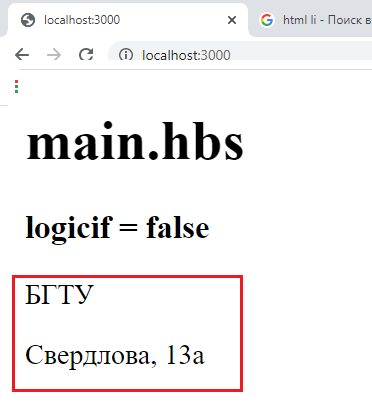 localhost:3000
html li - Поиск в
localhost:3000
main.hbs
logicif = false
БГТУ
Свердлова, 13а